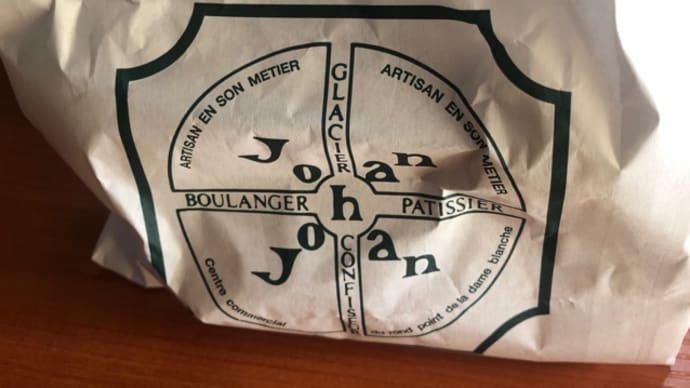 ARTISAN EN SON METIER
ARTISAN EN SON METIER
GLACIER
Johan
BOULANGER
PATISSIER
Johan
CONFISEUR
Centre commercial
du rond point de la dame blanche